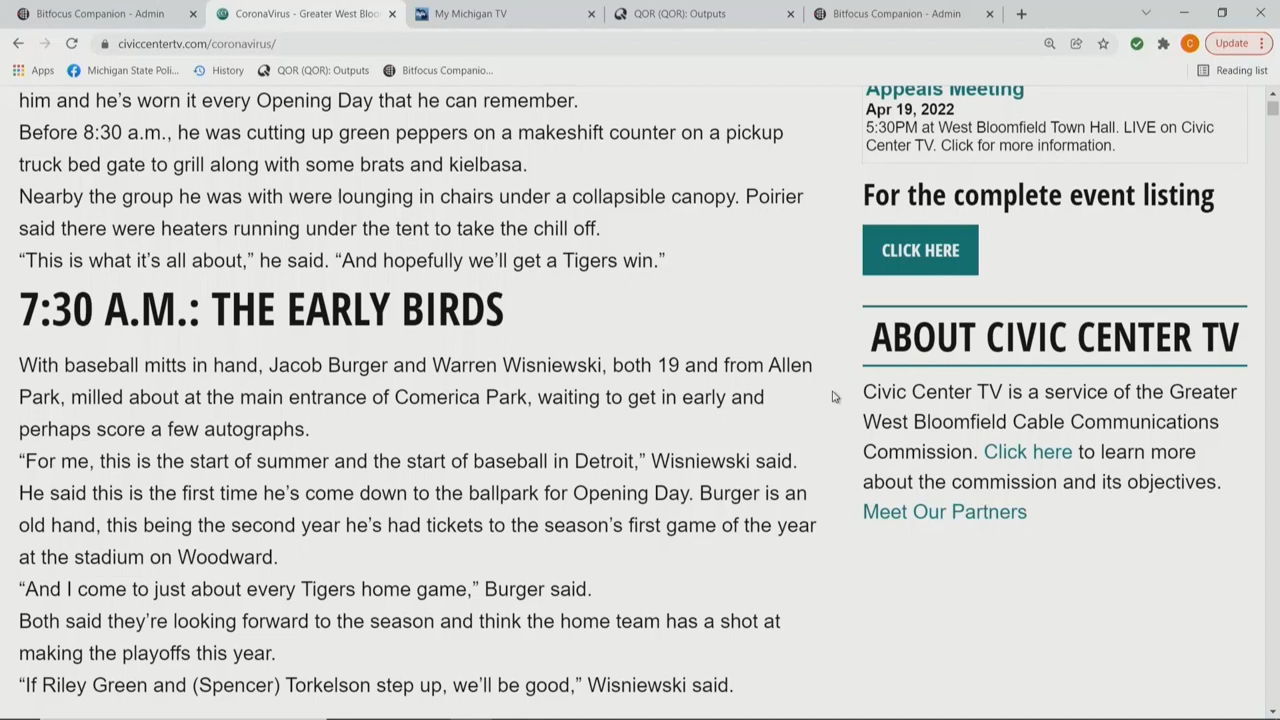 Bitfocus Companion - Admin
CoronaVirus - Greater West Bloo
My Michigan TV
QOR (QOR): Outputs
Bitfocus Companion - Admin
civiccentertv.com/coronavirus/
C
Update
Apps
Michigan State Poli...
History
QOR (QOR): Outputs
Bitfocus Companio...
Reading list
him and he's worn it every Opening Day that he can remember.
Before 8:30 a.m., he was cutting up green peppers on a makeshift counter on a pickup
truck bed gate to grill along with some brats and kielbasa.
Nearby the group he was with were lounging in chairs under a collapsible canopy. Poirier
said there were heaters running under the tent to take the chill off.
“This is what it's all about,” he said. “And hopefully we'll get a Tigers win.”
7:30 A.M.: THE EARLY BIRDS
With baseball mitts in hand, Jacob Burger and Warren Wisniewski, both 19 and from Allen
Park, milled about at the main entrance of Comerica Park, waiting to get in early and
perhaps score a few autographs.
“For me, this is the start of summer and the start of baseball in Detroit,” Wisniewski said.
He said this is the first time he's come down to the ballpark for Opening Day. Burger is an
old hand, this being the second year he's had tickets to the season's first game of the year
at the stadium on Woodward.
“And I come to just about every Tigers home game,” Burger said.
Both said they're looking forward to the season and think the home team has a shot at
making the playoffs this year.
“If Riley Green and (Spencer) Torkelson step up, we'll be good,” Wisniewski said.
Appeals Meeting
Apr 19, 2022
5:30PM at West Bloomfield Town Hall. LIVE on Civic
Center TV. Click for more information.
For the complete event listing
CLICK HERE
ABOUT CIVIC CENTER TV
Civic Center TV is a service of the Greater
West Bloomfield Cable Communications
Commission. Click here to learn more
about the commission and its objectives.
Meet Our Partners